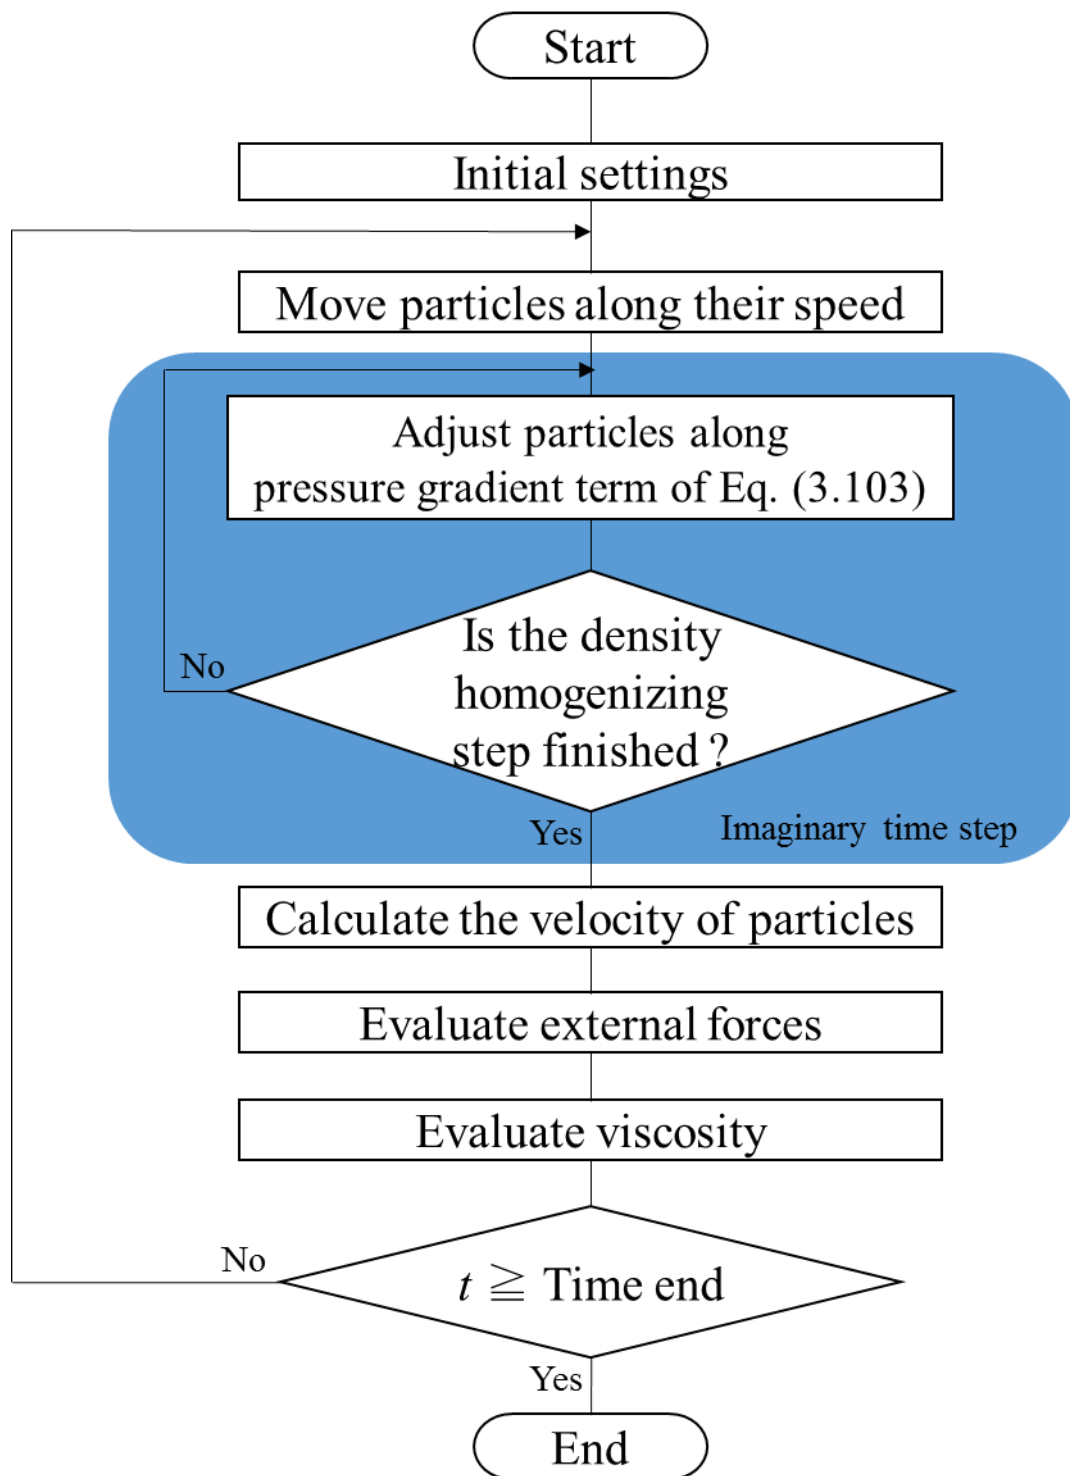 Start
Initial settings
Move particles along their speed
Adjust particles along
pressure gradient term of Eq. (3.103)
Is the density
homogenizing
step finished ?
No
Yes
Imaginary time step
Calculate the velocity of particles
Evaluate external forces
Evaluate viscosity
No
t ≧ Time end
Yes
End